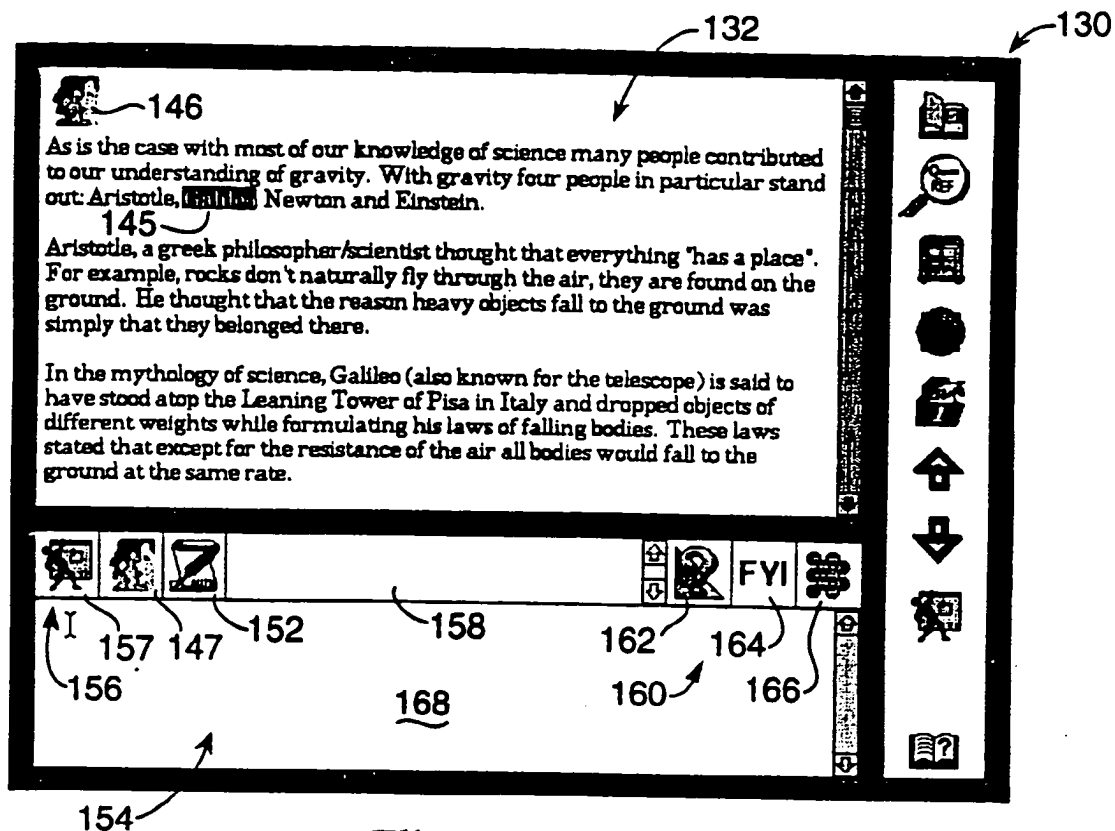 132
130
146
As is the case with most of our knowledge of science many people contributed
to our understanding of gravity. With gravity four people in particular stand
out: Aristotle, Galileo Newton and Einstein.
145
REF
Aristotle, a greek philosopher/scientist thought that everything "has a place".
For example, rocks don't naturally fly through the air, they are found on the
ground. He thought that the reason heavy objects fall to the ground was
simply that they belonged there.
In the mythology of science, Galileo (also known for the telescope) is said to
have stood atop the Leaning Tower of Pisa in Italy and dropped objects of
different weights while formulating his laws of falling bodies. These laws
stated that except for the resistance of the air all bodies would fall to the
ground at the same rate.
FYI
157 147 152 158 162 164
156 160 166
168
?
154